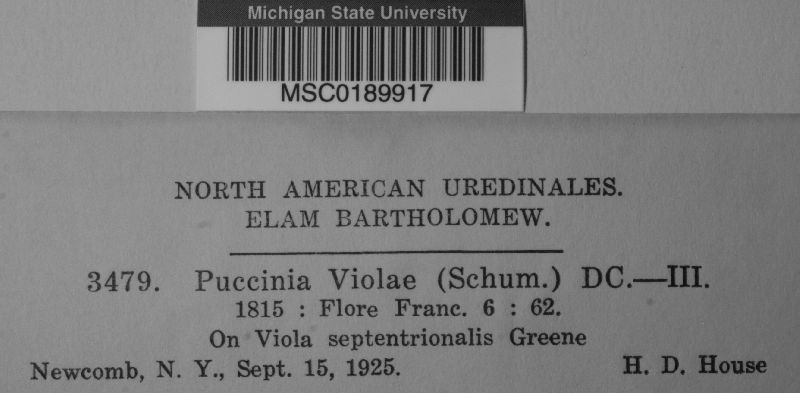 Michigan State University
MSC0189917
NORTH AMERICAN UREDINALES.
ELAM BARTHOLOMEW.
3479. Puccinia Violae (Schum.) DC.—III.
1815 : Flore Franc. 6 : 62.
On Viola septentrionalis Greene
Newcomb, N. Y., Sept. 15, 1925. H. D. House